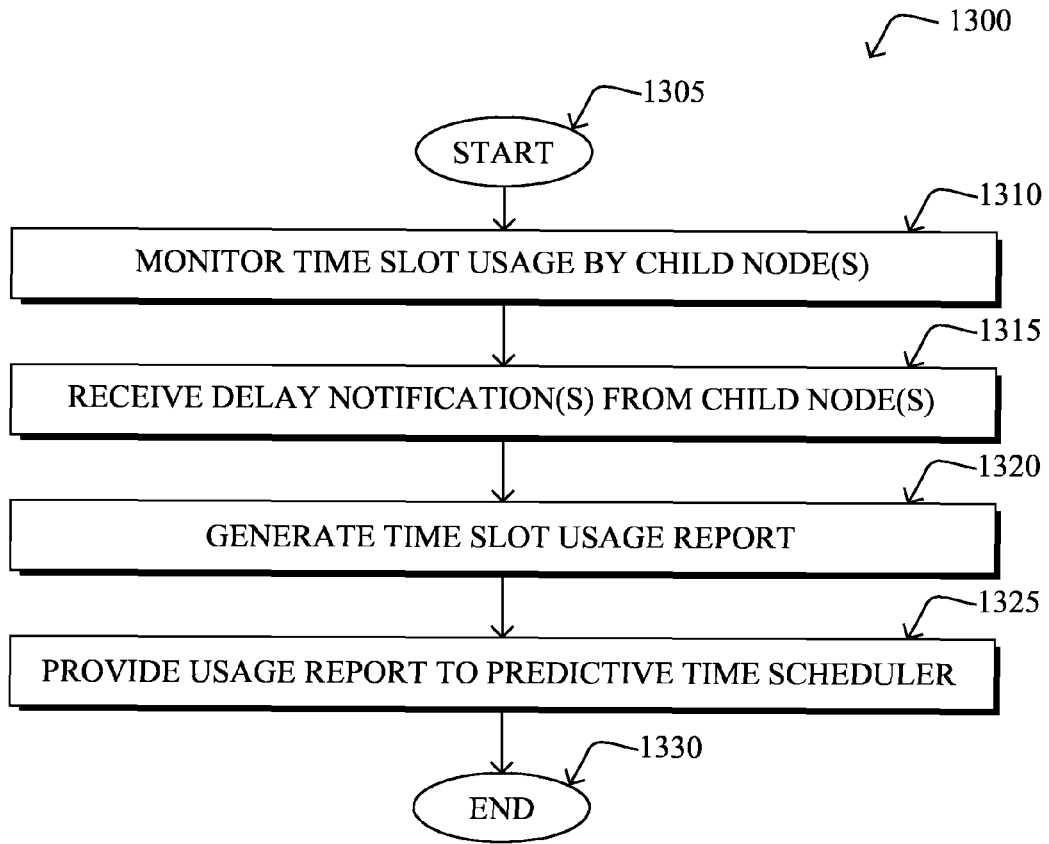 1300
1305
START
1310
MONITOR TIME SLOT USAGE BY CHILD NODE(S)
1315
RECEIVE DELAY NOTIFICATION(S) FROM CHILD NODE(S)
1320
GENERATE TIME SLOT USAGE REPORT
1325
PROVIDE USAGE REPORT TO PREDICTIVE TIME SCHEDULER
1330
END